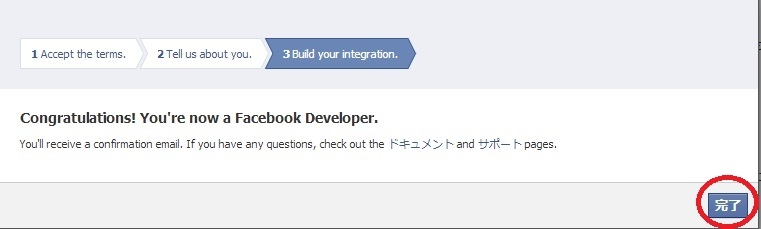 1 Accept the terms. 2 Tell us about you. 3 Build your integration.
Congratulations! You're now a Facebook Developer.
You'll receive a confirmation email. If you have any questions, check out the ドキュメント and サポート pages.
完了